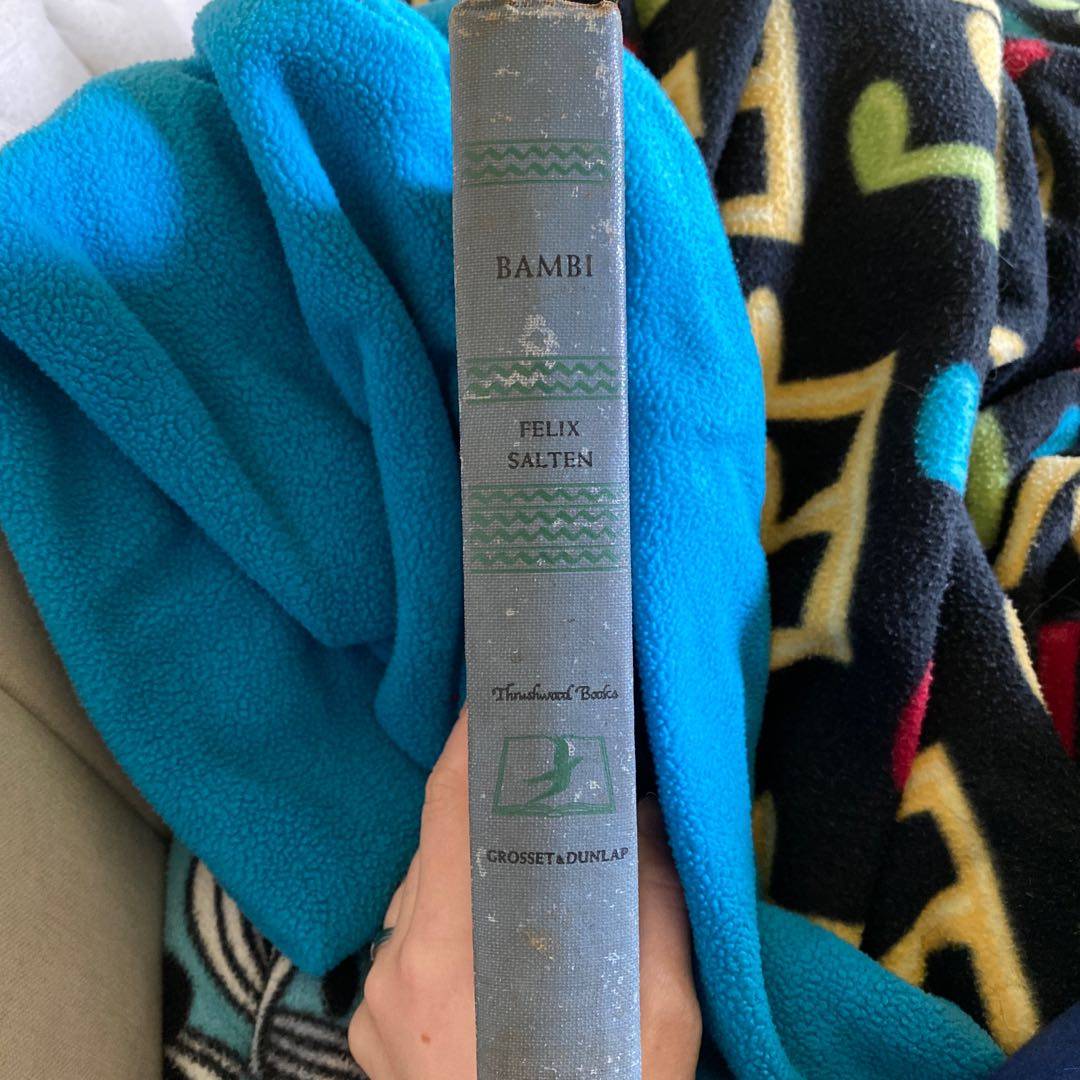 BAMBI
FELIX
SALTEN
Thrushwood Books
GROSSET & DUNLAP